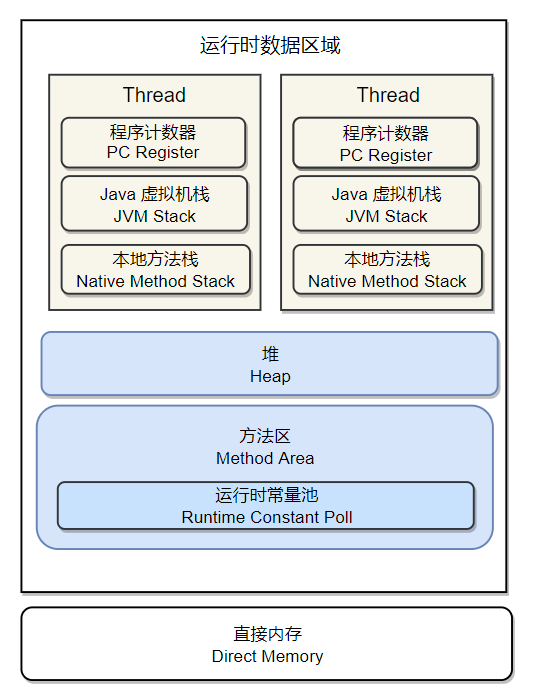 运行时数据区域
Thread
程序计数器
PC Register
Java 虚拟机栈
JVM Stack
本地方法栈
Native Method Stack
Thread
程序计数器
PC Register
Java 虚拟机栈
JVM Stack
本地方法栈
Native Method Stack
堆
Heap
方法区
Method Area
运行时常量池
Runtime Constant Poll
直接内存
Direct Memory